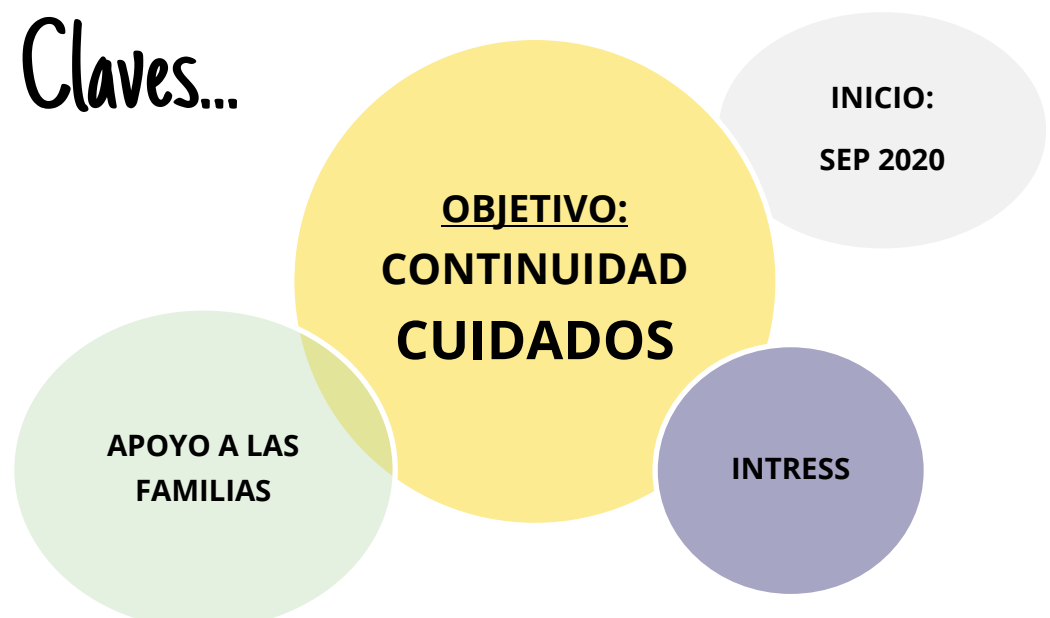 Claves...
INICIO:
SEP 2020
OBJETIVO:
CONTINUIDAD
CUIDADOS
APOYO A LAS
FAMILIAS
INTRESS